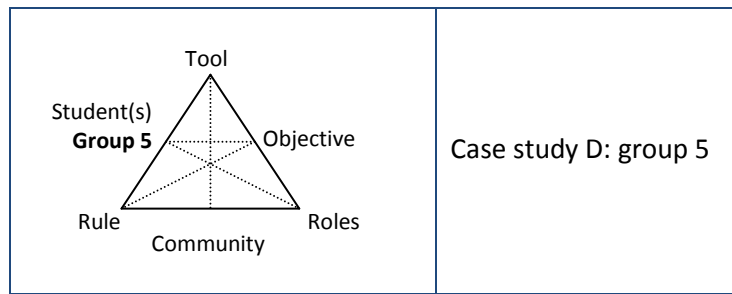 Tool
Student(s)
Group 5
Objective
Rule
Roles
Community
Case study D: group 5